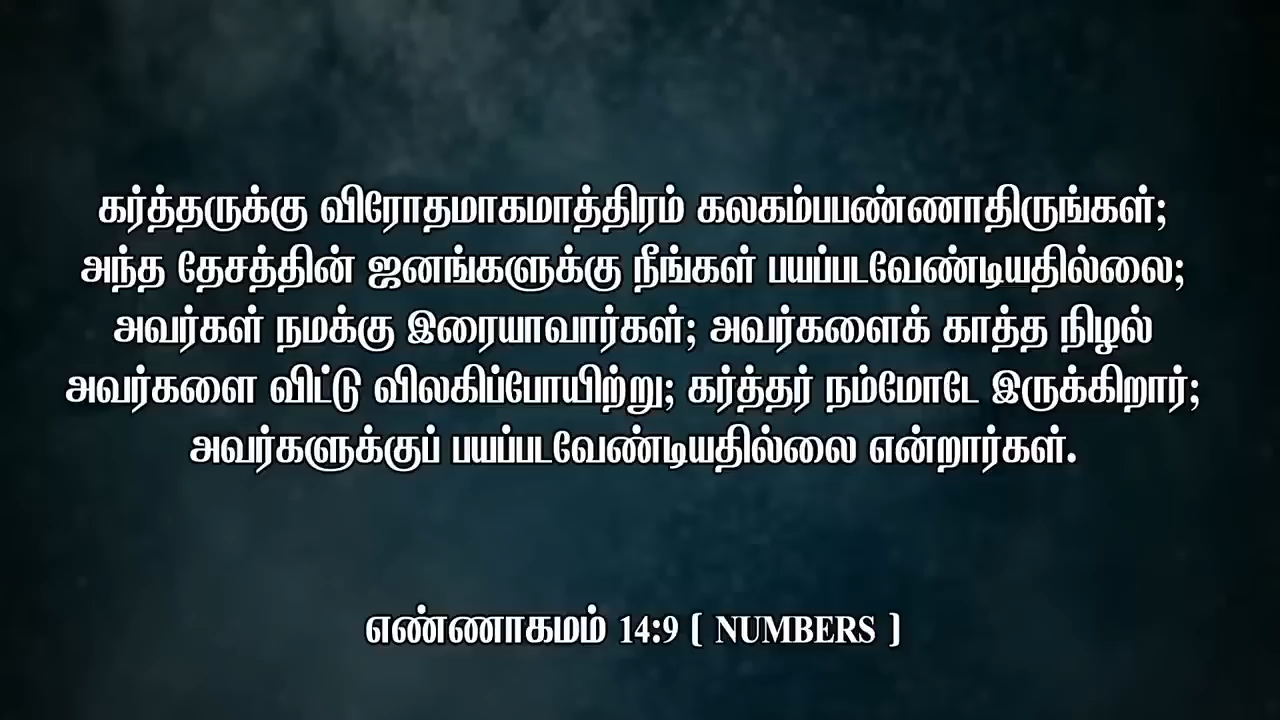 கர்த்தருக்கு விரோதமாகமாத்திரம் கலகம்பபண்ணாதிருங்கள்;
அந்த தேசத்தின் ஜனங்களுக்கு நீங்கள் பயப்படவேண்டியதில்லை;
அவர்கள் நமக்கு இரையாவார்கள்; அவர்களைக் காத்த நிழல்
அவர்களை விட்டு விலகிப்போயிற்று; கர்த்தர் நம்மோடே இருக்கிறார்;
அவர்களுக்குப் பயப்படவேண்டியதில்லை என்றார்கள்.
எண்ணாகமம் 14:9 [ NUMBERS ]